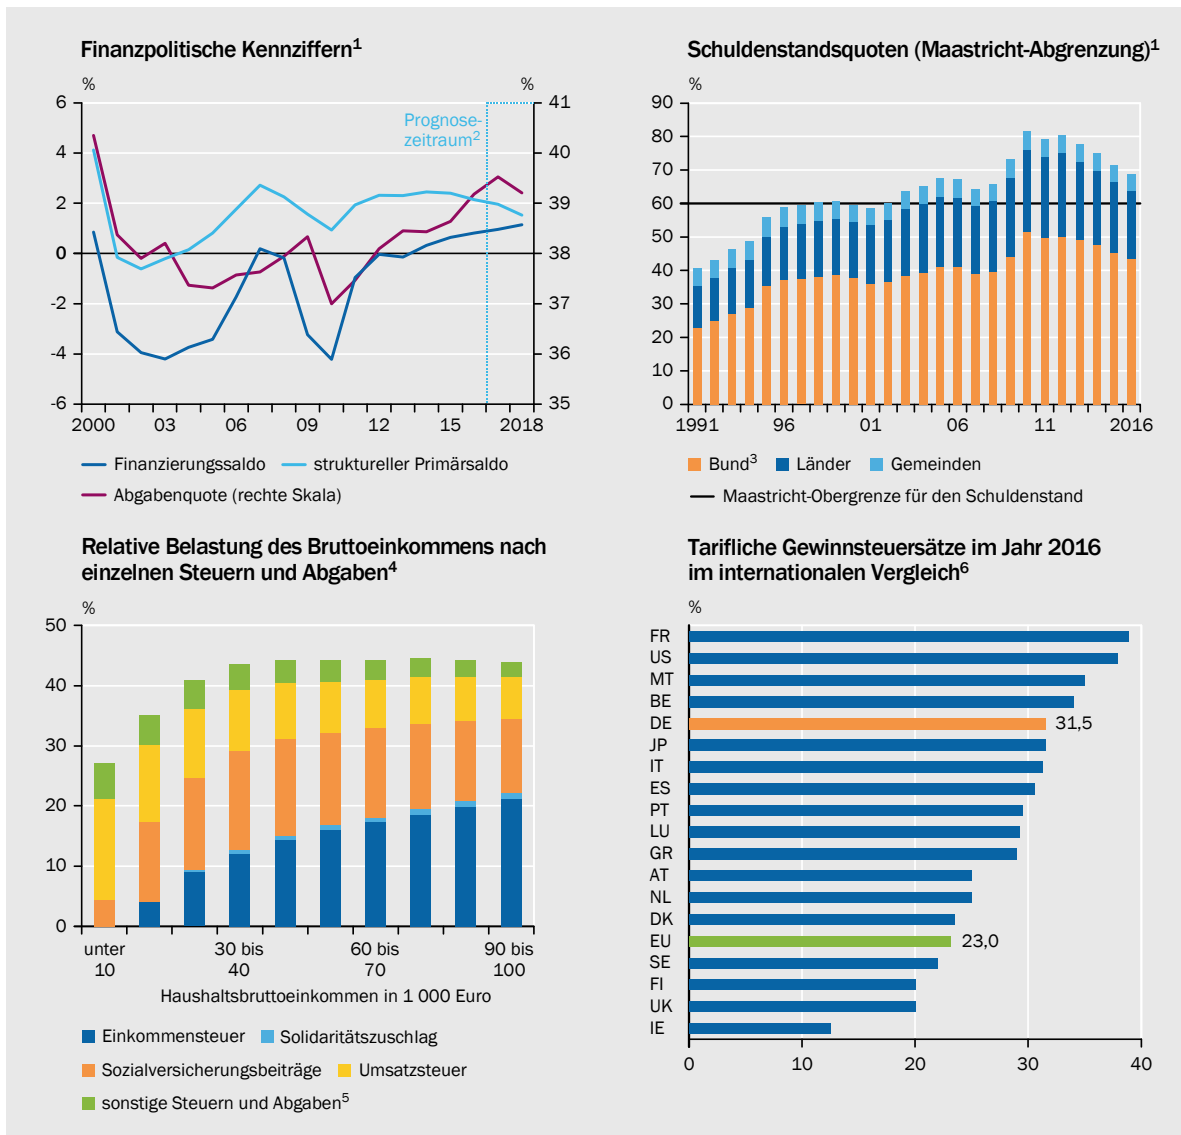 Finanzpolitische Kennziffern¹
%
%
6
4
2
0
-2
-4
-6
41
40
39
38
37
36
35
Prognose-
zeitraum²
2000 03 06 09 12 15 2018
Finanzierungssaldo struktureller Primärsaldo
Abgabenquote (rechte Skala)
Schuldenstandsquoten (Maastricht-Abgrenzung)¹
%
90
80
70
60
50
40
30
20
10
0
1991 96 01 06 11 2016
Bund³ Länder Gemeinden
Maastricht-Obergrenze für den Schuldenstand
Relative Belastung des Bruttoeinkommens nach
einzelnen Steuern und Abgaben⁴
%
50
40
30
20
10
0
unter 30 bis 60 bis 90 bis
10 40 70 100
Haushaltsbruttoeinkommen in 1 000 Euro
Einkommensteuer Solidaritätszuschlag
Sozialversicherungsbeiträge Umsatzsteuer
sonstige Steuern und Abgaben⁵
Tarifliche Gewinnsteuersätze im Jahr 2016
im internationalen Vergleich⁶
%
FR
US
MT
BE
DE 31,5
JP
IT
ES
PT
LU
GR
AT
NL
DK
EU 23,0
SE
FI
UK
IE
0 10 20 30 40